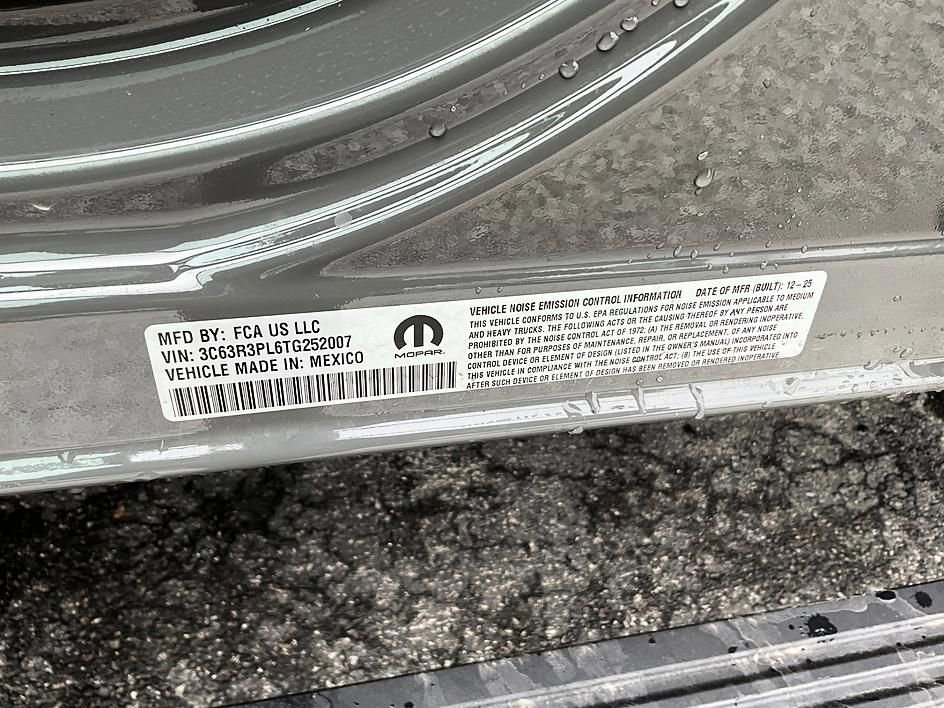 MFD BY: FCA US LLC
VIN: 3C63R3PL6TG252007
VEHICLE MADE IN: MEXICO
MOPAR
VEHICLE NOISE EMISSION CONTROL INFORMATION DATE OF MFR (BUILT): 12-25
THIS VEHICLE CONFORMS TO U.S. EPA REGULATIONS FOR NOISE EMISSION APPLICABLE TO MEDIUM
AND HEAVY TRUCKS. THE FOLLOWING ACTS OR THE CAUSING THEREOF BY ANY PERSON ARE
PROHIBITED BY THE NOISE CONTROL ACT OF 1972: (A) THE REMOVAL OR RENDERING INOPERATIVE,
OTHER THAN FOR PURPOSES OF MAINTENANCE, REPAIR, OR REPLACEMENT, OF ANY NOISE
CONTROL DEVICE OR ELEMENT OF DESIGN (LISTED IN THE OWNER'S MANUAL) INCORPORATED INTO
THIS VEHICLE IN COMPLIANCE WITH THE NOISE CONTROL ACT; (B) THE USE OF THIS VEHICLE
AFTER SUCH DEVICE OR ELEMENT OF DESIGN HAS BEEN REMOVED OR RENDERED INOPERATIVE